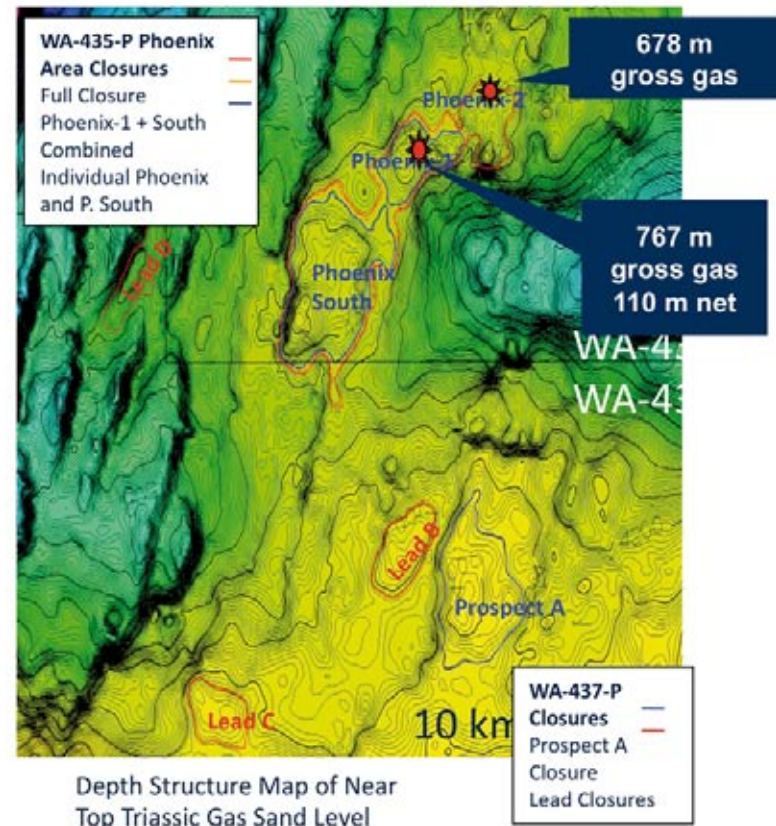 WA-435-P Phoenix
Area Closures
Full Closure
Phoenix-1 + South
Combined
Individual Phoenix
and P. South
678 m
gross gas
Phoenix-2
Phoenix-1
767 m
gross gas
110 m net
Lead D
Phoenix
South
WA-43
WA-43
Lead B
Prospect A
Lead C
10 km
WA-437-P
Closures
Prospect A
Closure
Lead Closures
Depth Structure Map of Near
Top Triassic Gas Sand Level